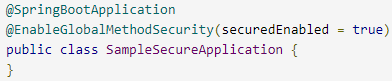 @SpringBootApplication
@EnableGlobalMethodSecurity(securedEnabled = true)
public class SampleSecureApplication {
}